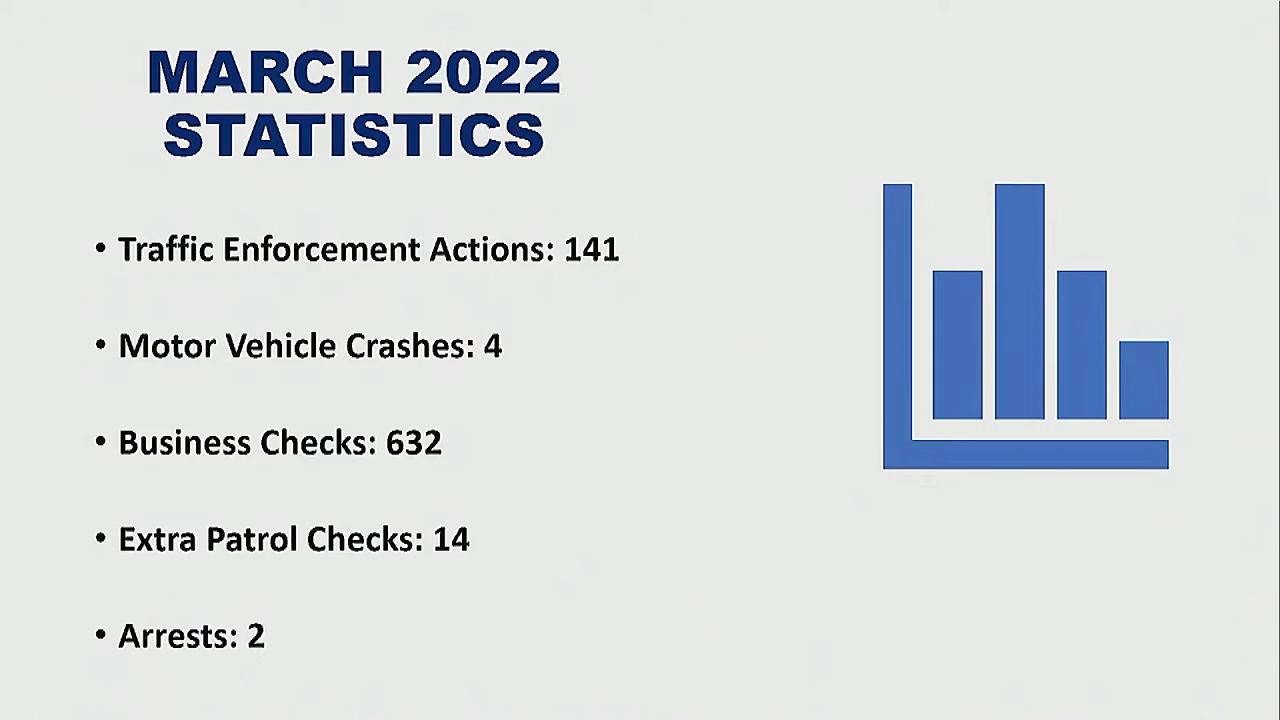 MARCH 2022
STATISTICS
• Traffic Enforcement Actions: 141
• Motor Vehicle Crashes: 4
• Business Checks: 632
• Extra Patrol Checks: 14
• Arrests: 2